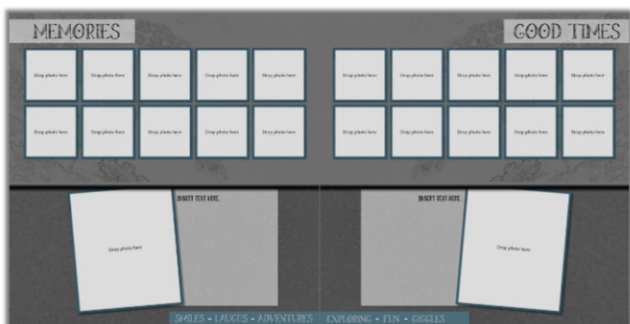 MEMORIES
GOOD TIMES
Drop photo here Drop photo here Drop photo here Drop photo here Drop photo here
Drop photo here Drop photo here Drop photo here Drop photo here Drop photo here
Drop photo here Drop photo here Drop photo here Drop photo here Drop photo here
Drop photo here Drop photo here Drop photo here Drop photo here Drop photo here
INSERT TEXT HERE.
Drop photo here
INSERT TEXT HERE.
Drop photo here
SMILES - LAUGHS - ADVENTURES EXPLORING - FUN - GIGGLES